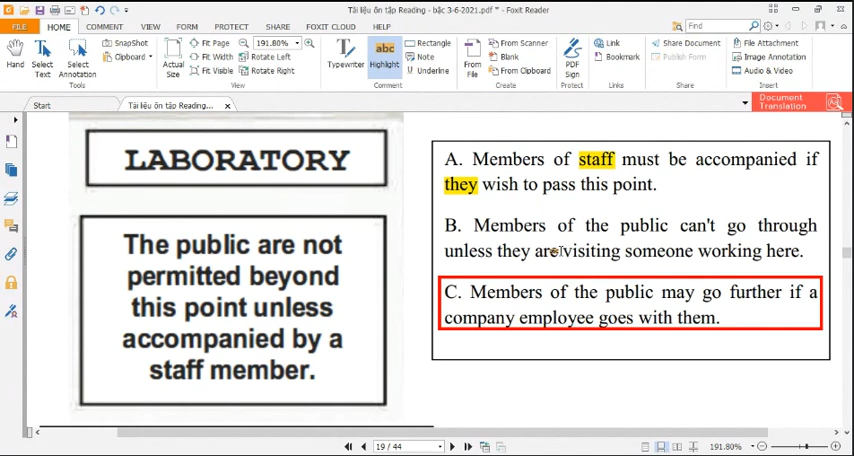 Tài liệu ôn tập Reading - bậc 3-6-2021.pdf * - Foxit Reader
FILE HOME COMMENT VIEW FORM PROTECT SHARE FOXIT CLOUD HELP
Find
Hand
Select Text
Select Annotation
SnapShot
Clipboard
Tools
Actual Size
Fit Page
Fit Width
Fit Visible
191.80%
Rotate Left
Rotate Right
View
Typewriter
Highlight
Rectangle
Note
Underline
Comment
From File
From Scanner
Blank
From Clipboard
Create
PDF Sign
Protect
Link
Bookmark
Links
Share Document
Publish Form
Share
File Attachment
Image Annotation
Audio & Video
Insert
Start
Tài liệu ôn tập Reading...
Document Translation
LABORATORY
The public are not
permitted beyond
this point unless
accompanied by a
staff member.
A. Members of staff must be accompanied if
they wish to pass this point.
B. Members of the public can't go through
unless they are visiting someone working here.
C. Members of the public may go further if a
company employee goes with them.
19 / 44
191.80%